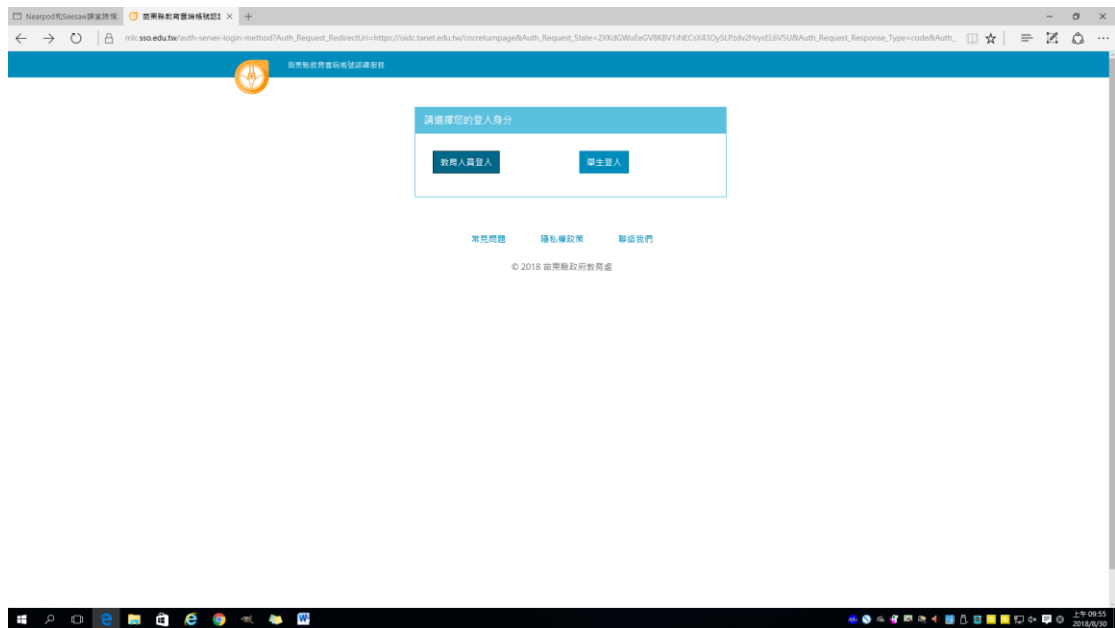 Nearpod和Seesaw課堂跨領
苗栗縣教育雲端帳號認證
mlc.sso.edu.tw/auth-server-login-method?Auth_Request_RedirectUri=https://oidc.tanet.edu.tw/cncreturnpage&Auth_Request_State=
苗栗縣教育雲端帳號認證服務
請選擇您的登入身分
教育人員登入 學生登入
常見問題 隱私權政策 聯絡我們
© 2018 苗栗縣政府教育處
上午 09:55
2018/8/30